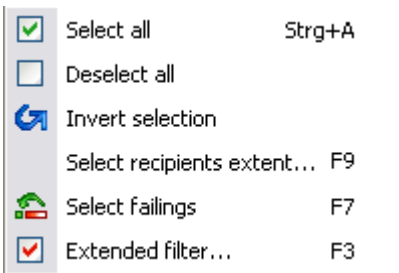 Select all Strg+A
Deselect all
Invert selection
Select recipients extent... F9
Select failings F7
Extended filter... F3